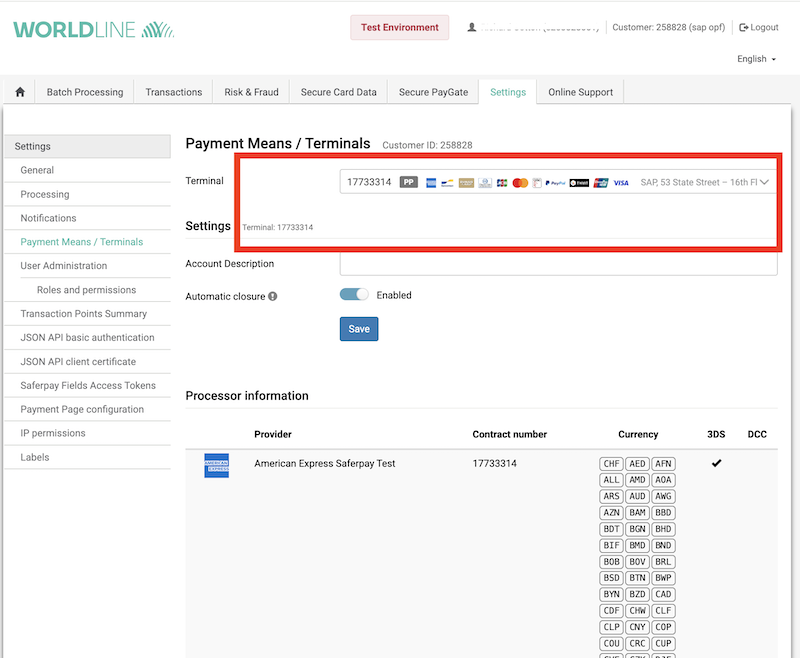 WORLDLINE
Test Environment
Customer: 258828 (sap opf)
Logout
English
Batch Processing
Transactions
Risk & Fraud
Secure Card Data
Secure PayGate
Settings
Online Support
Settings
General
Processing
Notifications
Payment Means / Terminals
User Administration
Roles and permissions
Transaction Points Summary
JSON API basic authentication
JSON API client certificate
Saferpay Fields Access Tokens
Payment Page configuration
IP permissions
Labels
Payment Means / Terminals Customer ID: 258828
Terminal
17733314 PP PayPal VISA SAP, 53 State Street – 16th Fl
Settings Terminal: 17733314
Account Description
Automatic closure Enabled
Save
Processor information
Provider Contract number Currency 3DS DCC
AMERICAN EXPRESS American Express Saferpay Test 17733314 CHF AED AFN
ALL AMD AOA
ARS AUD AWG
AZN BAM BBD
BDT BGN BHD
BIF BMD BND
BOB BOV BRL
BSD BTN BWP
BYN BZD CAD
CDF CHW CLF
CLP CNY COP
COU CRC CUP